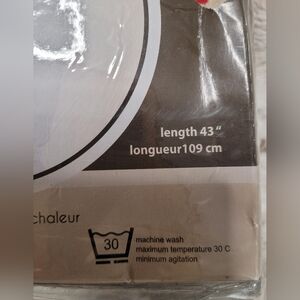 length 43"
longueur109 cm
chaleur
30
machine wash
maximum temperature 30 C
minimum agitation